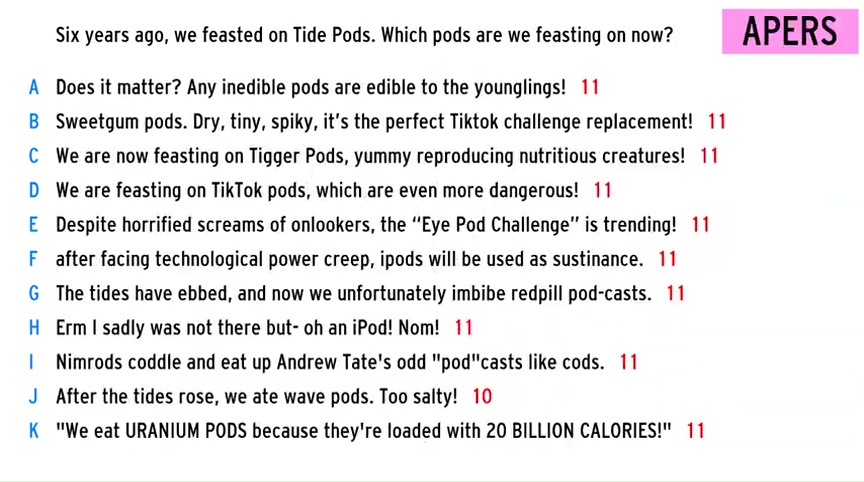 Six years ago, we feasted on Tide Pods. Which pods are we feasting on now?
APERS
A Does it matter? Any inedible pods are edible to the younglings! 11
B Sweetgum pods. Dry, tiny, spiky, it's the perfect Tiktok challenge replacement! 11
C We are now feasting on Tigger Pods, yummy reproducing nutritious creatures! 11
D We are feasting on TikTok pods, which are even more dangerous! 11
E Despite horrified screams of onlookers, the “Eye Pod Challenge” is trending! 11
F after facing technological power creep, ipods will be used as sustinance. 11
G The tides have ebbed, and now we unfortunately imbibe redpill pod-casts. 11
H Erm I sadly was not there but- oh an iPod! Nom! 11
I Nimrods coddle and eat up Andrew Tate's odd "pod"casts like cods. 11
J After the tides rose, we ate wave pods. Too salty! 10
K "We eat URANIUM PODS because they're loaded with 20 BILLION CALORIES!" 11